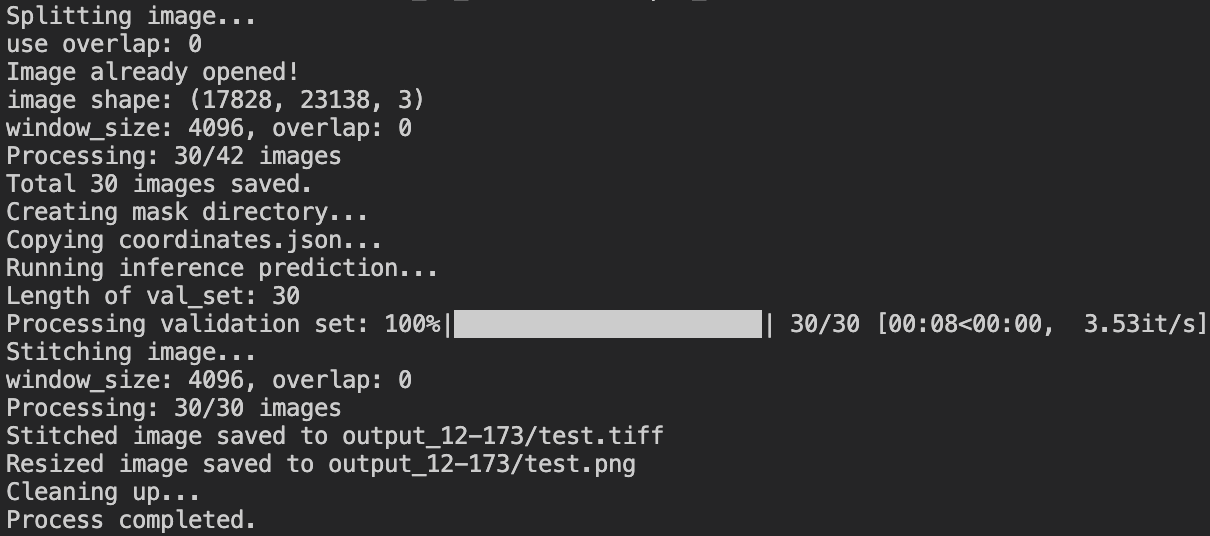 Splitting image...
use overlap: 0
Image already opened!
image shape: (17828, 23138, 3)
window_size: 4096, overlap: 0
Processing: 30/42 images
Total 30 images saved.
Creating mask directory...
Copying coordinates.json...
Running inference prediction...
Length of val_set: 30
Processing validation set: 100%|██████████| 30/30 [00:08<00:00,  3.53it/s]
Stitching image...
window_size: 4096, overlap: 0
Processing: 30/30 images
Stitched image saved to output_12-173/test.tiff
Resized image saved to output_12-173/test.png
Cleaning up...
Process completed.